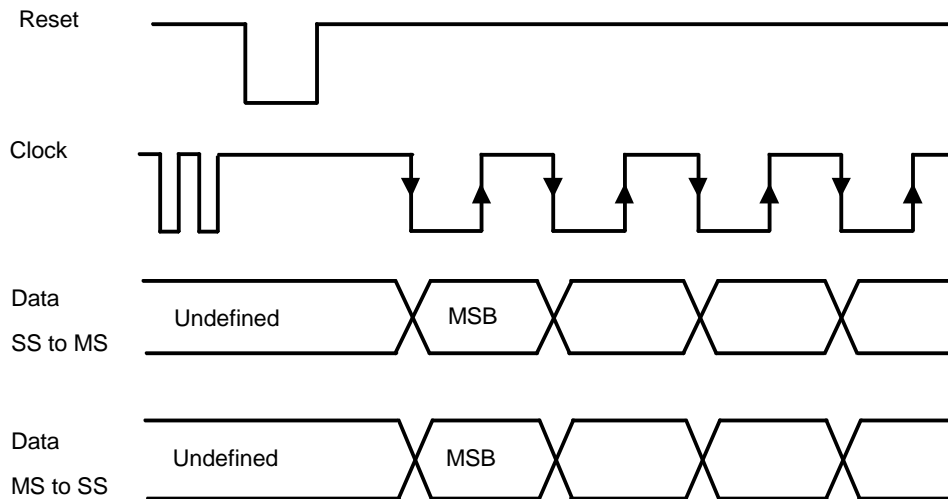 Reset
Clock
Data
SS to MS
Undefined
MSB
Data
MS to SS
Undefined
MSB